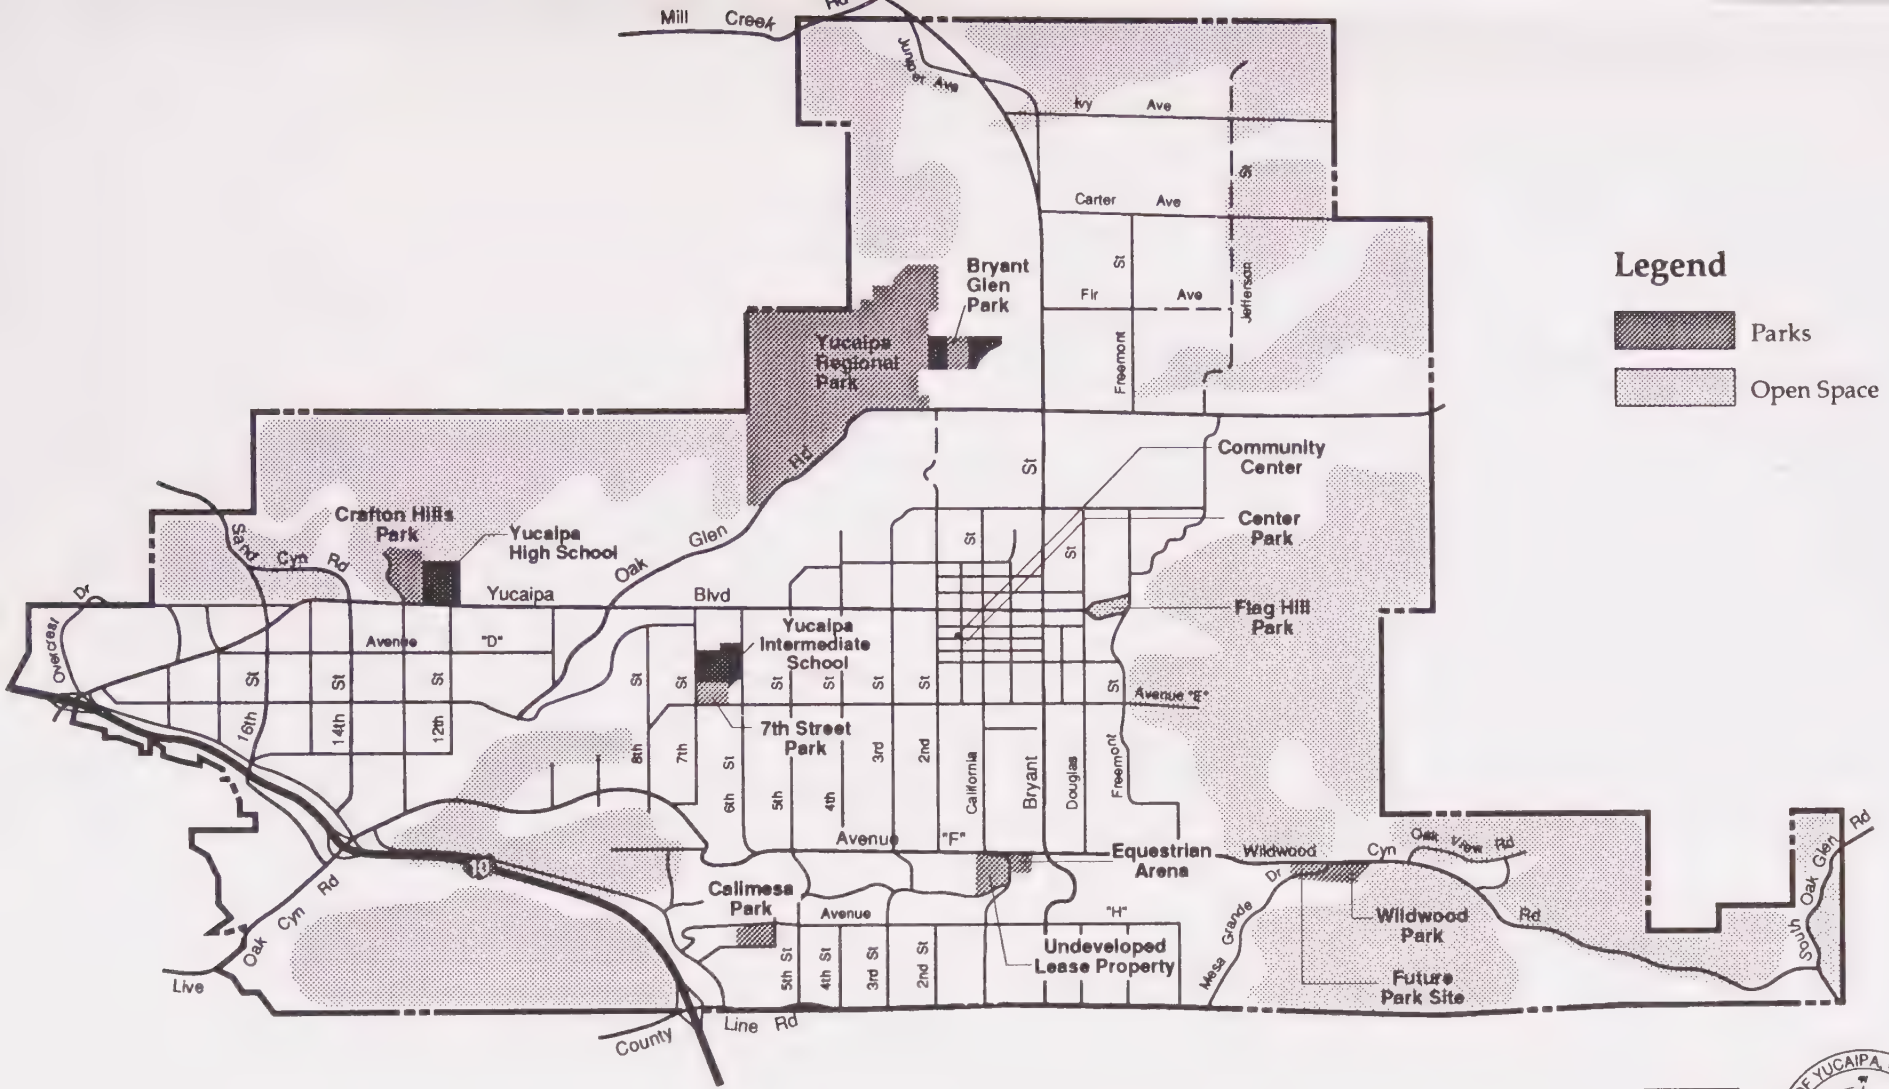 Mill Creek Rd
Juniper Ave
Ivy Ave
St
Carter Ave
Legend
Bryant
Glen
Park
St
Fir Ave
Jefferson
Parks
Yucaipa
Regional
Park
Freemont
Open Space
Community
Center
Rd
St
Crafton Hills
Park
Yucaipa
High School
Glen
Center
Park
Sand Cyn Rd
St
St
Oak
Dr
Yucaipa Blvd
Flag Hill
Park
Overcrest
Avenue "D"
Yucaipa
Intermediate
School
St
St
St
St
St
St
St
St
St
St
Avenue "E"
16th
14th
12th
7th Street
Park
8th
7th
St
3rd
2nd
California
Bryant
Douglas
Freemont
6th
5th
4th
Avenue "F"
Equestrian
Arena
Wildwood Cyn
Oak View Rd
10
Dr
Oak Glen Rd
Calimesa
Park
Avenue "H"
Oak Cyn Rd
Mesa Grande
Wildwood
Park
Rd
Undeveloped
Lease Property
South
5th St
4th St
3rd St
2nd St
Future
Park Site
Live
County Line Rd
OF YUCAIPA,